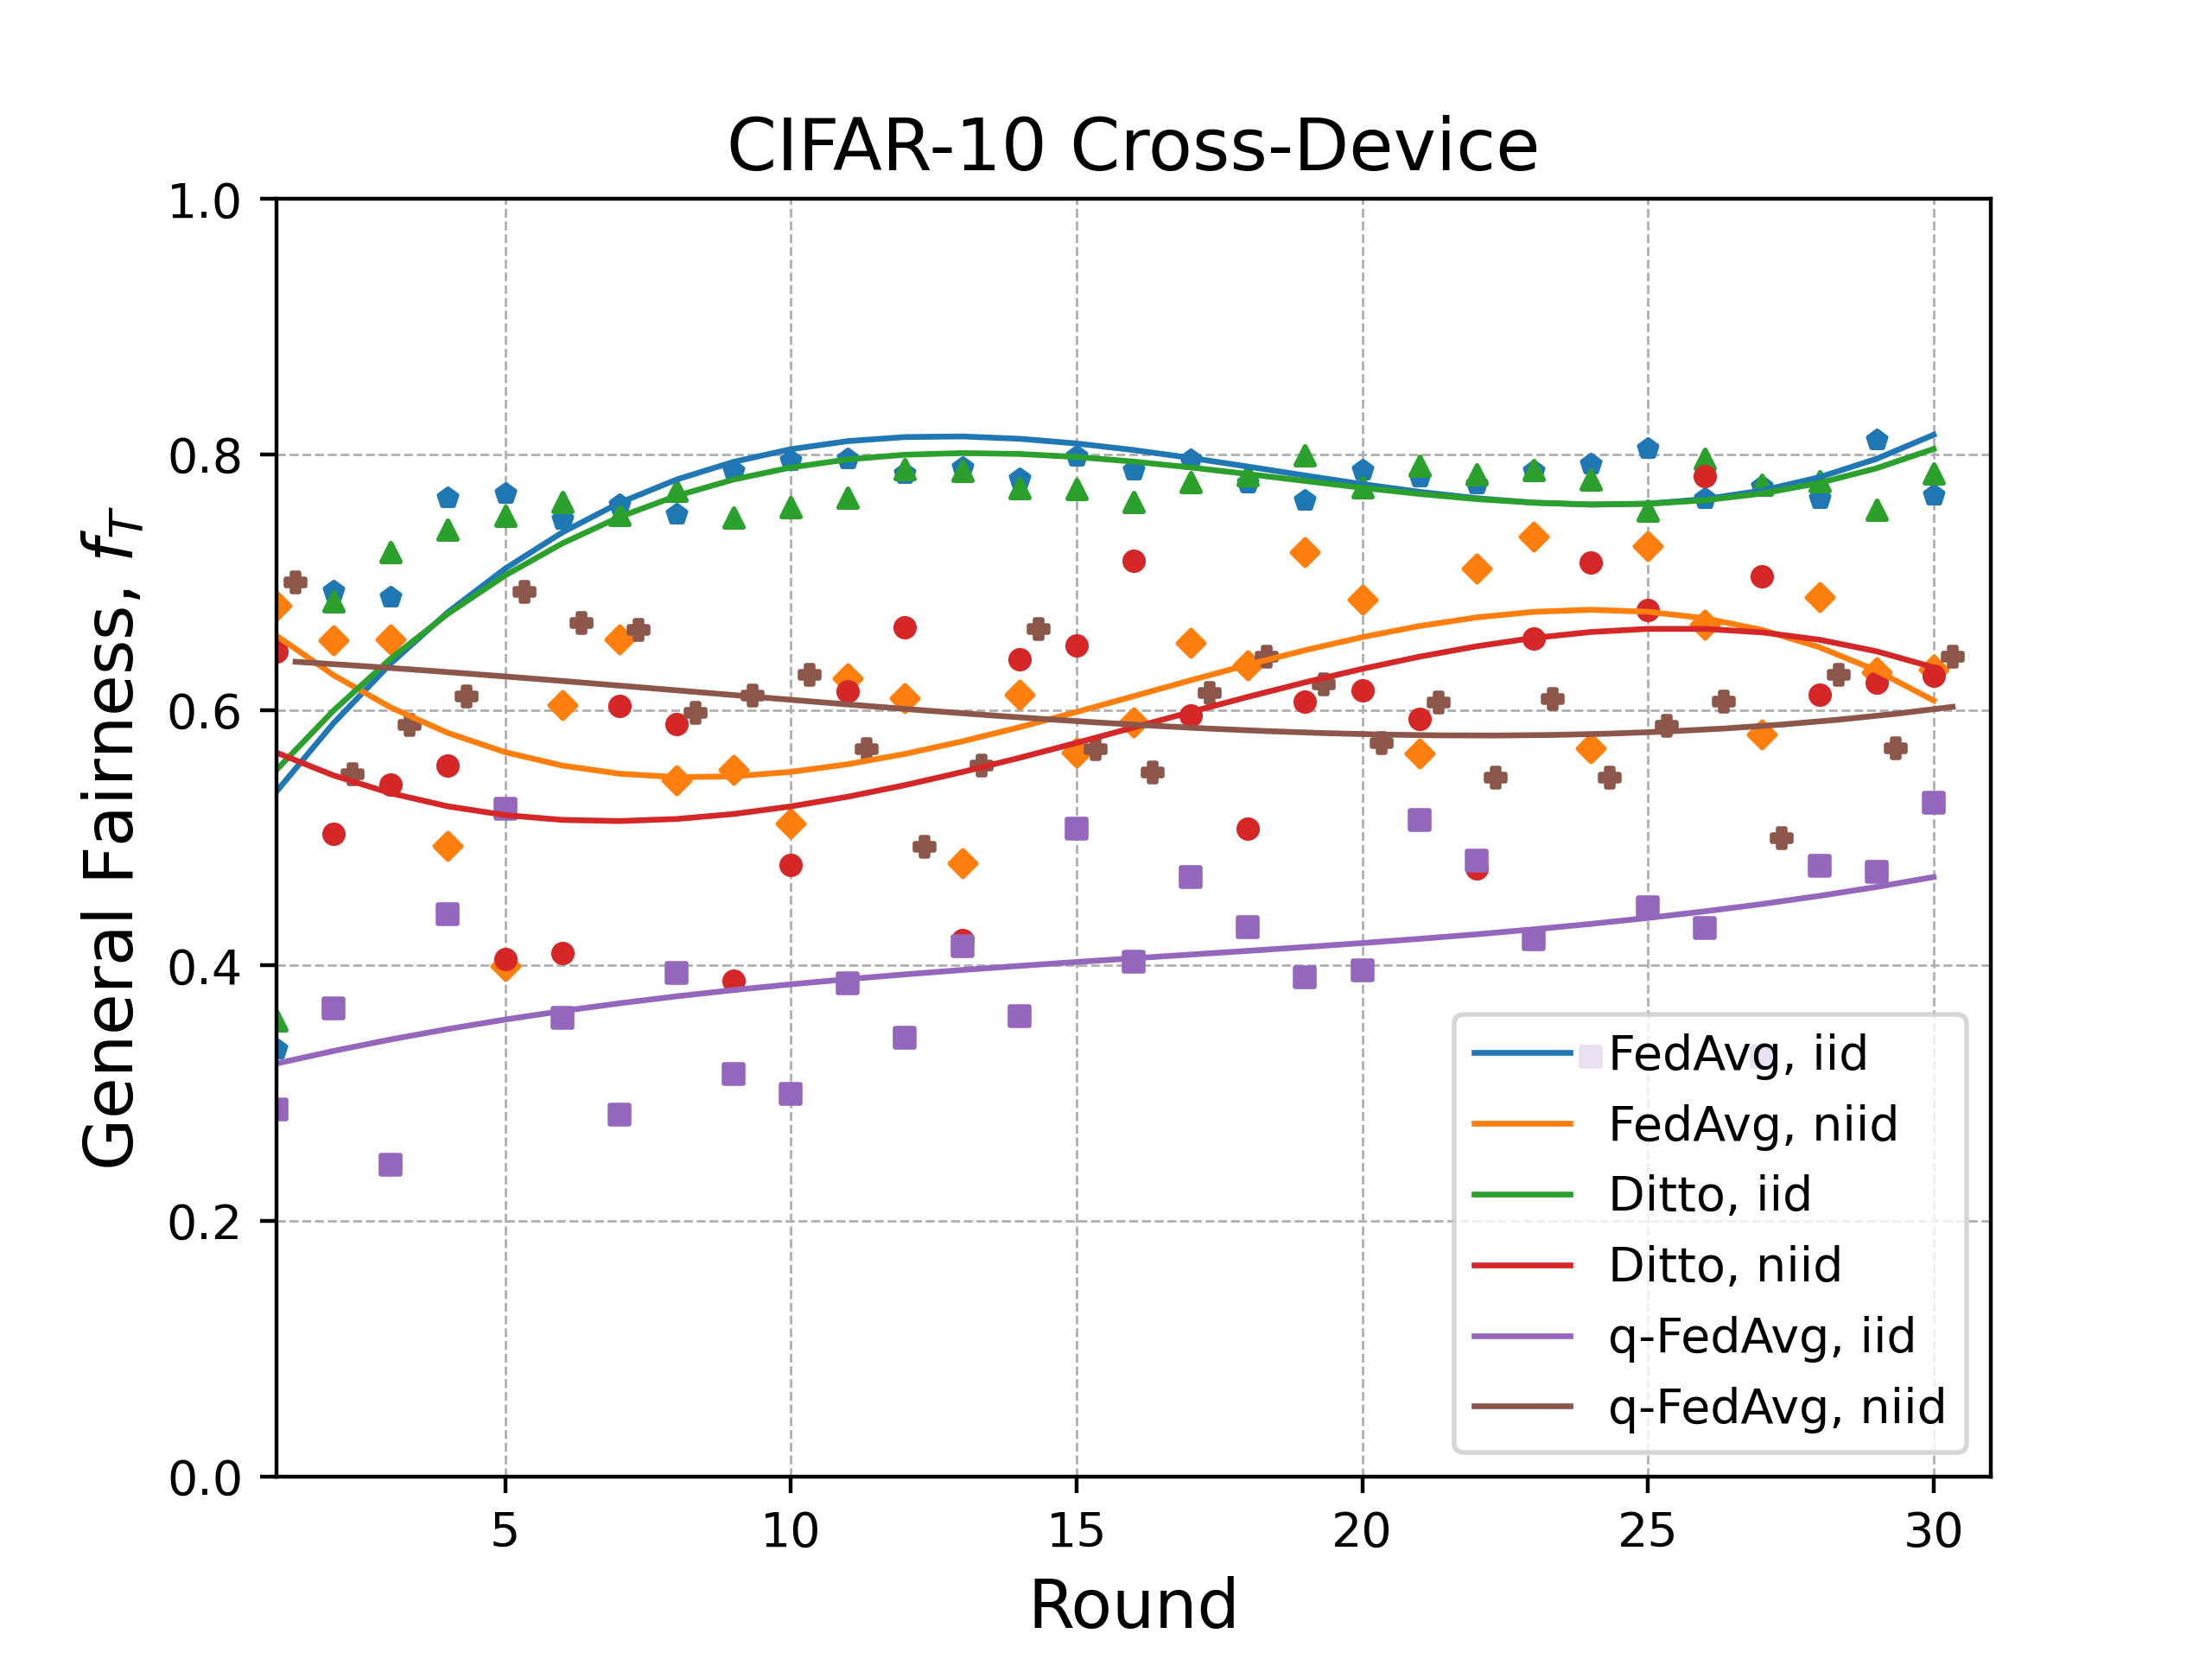 CIFAR-10 Cross-Device
General Fairness, f_T
1.0
0.8
0.6
0.4
0.2
0.0
5 10 15 20 25 30
Round
FedAvg, iid
FedAvg, niid
Ditto, iid
Ditto, niid
q-FedAvg, iid
q-FedAvg, niid